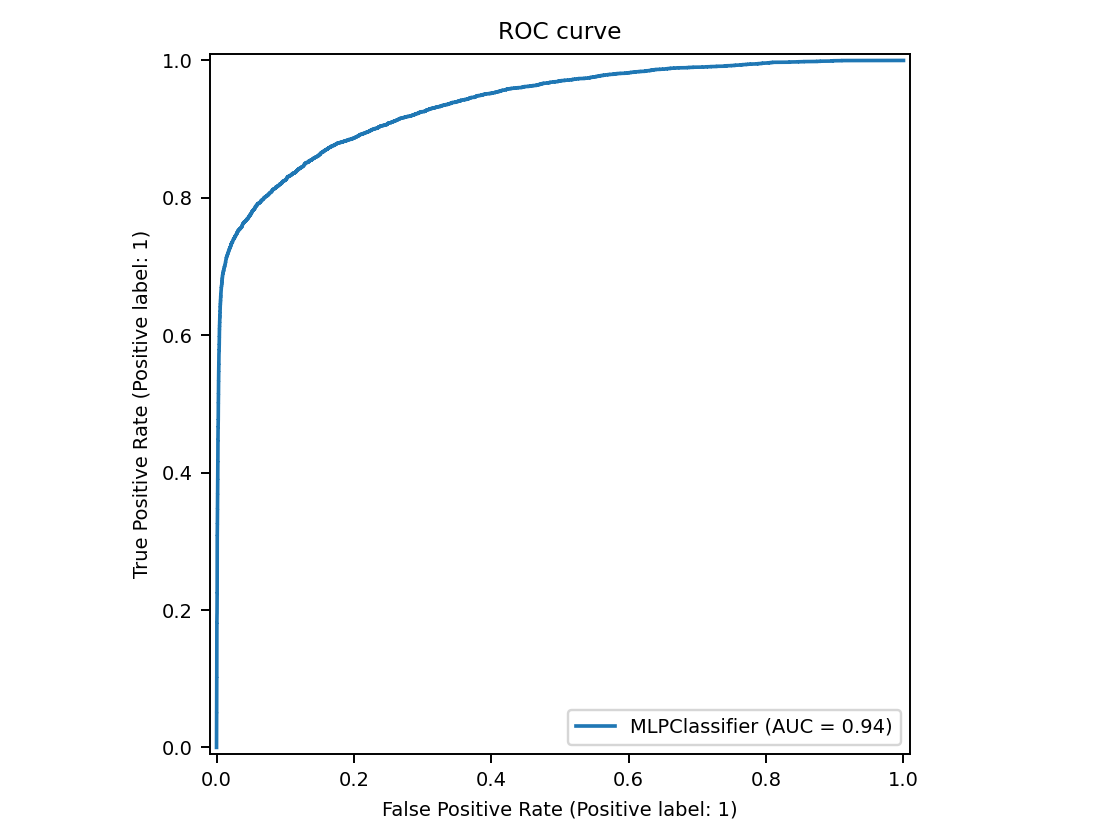 ROC curve
1.0
0.8
0.6
0.4
0.2
0.0
True Positive Rate (Positive label: 1)
MLPClassifier (AUC = 0.94)
0.0 0.2 0.4 0.6 0.8 1.0
False Positive Rate (Positive label: 1)